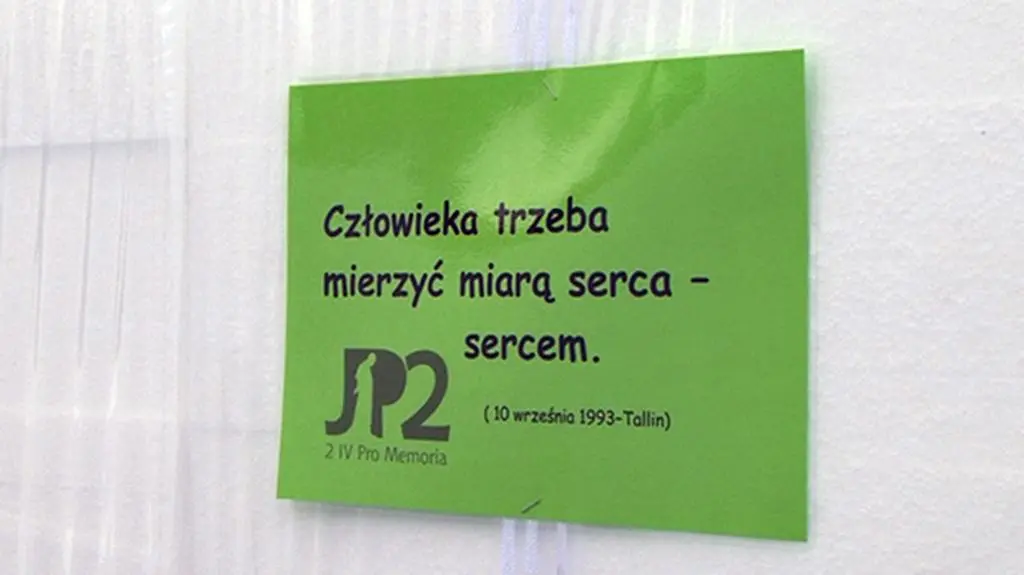 Człowieka trzeba
mierzyć miarą serca –
sercem.
JP2
2 IV Pro Memoria
( 10 września 1993-Tallin)